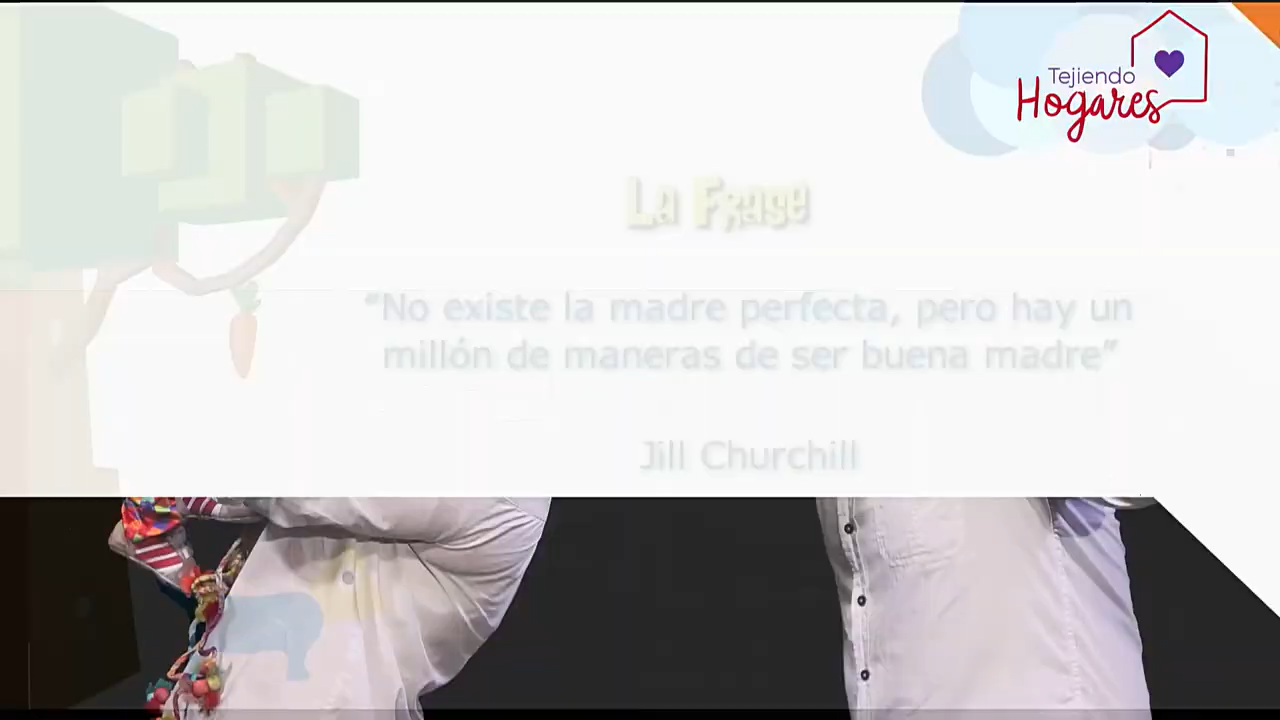 Tejiendo
Hogares
La Frase
“No existe la madre perfecta, pero hay un
millón de maneras de ser buena madre”
Jill Churchill